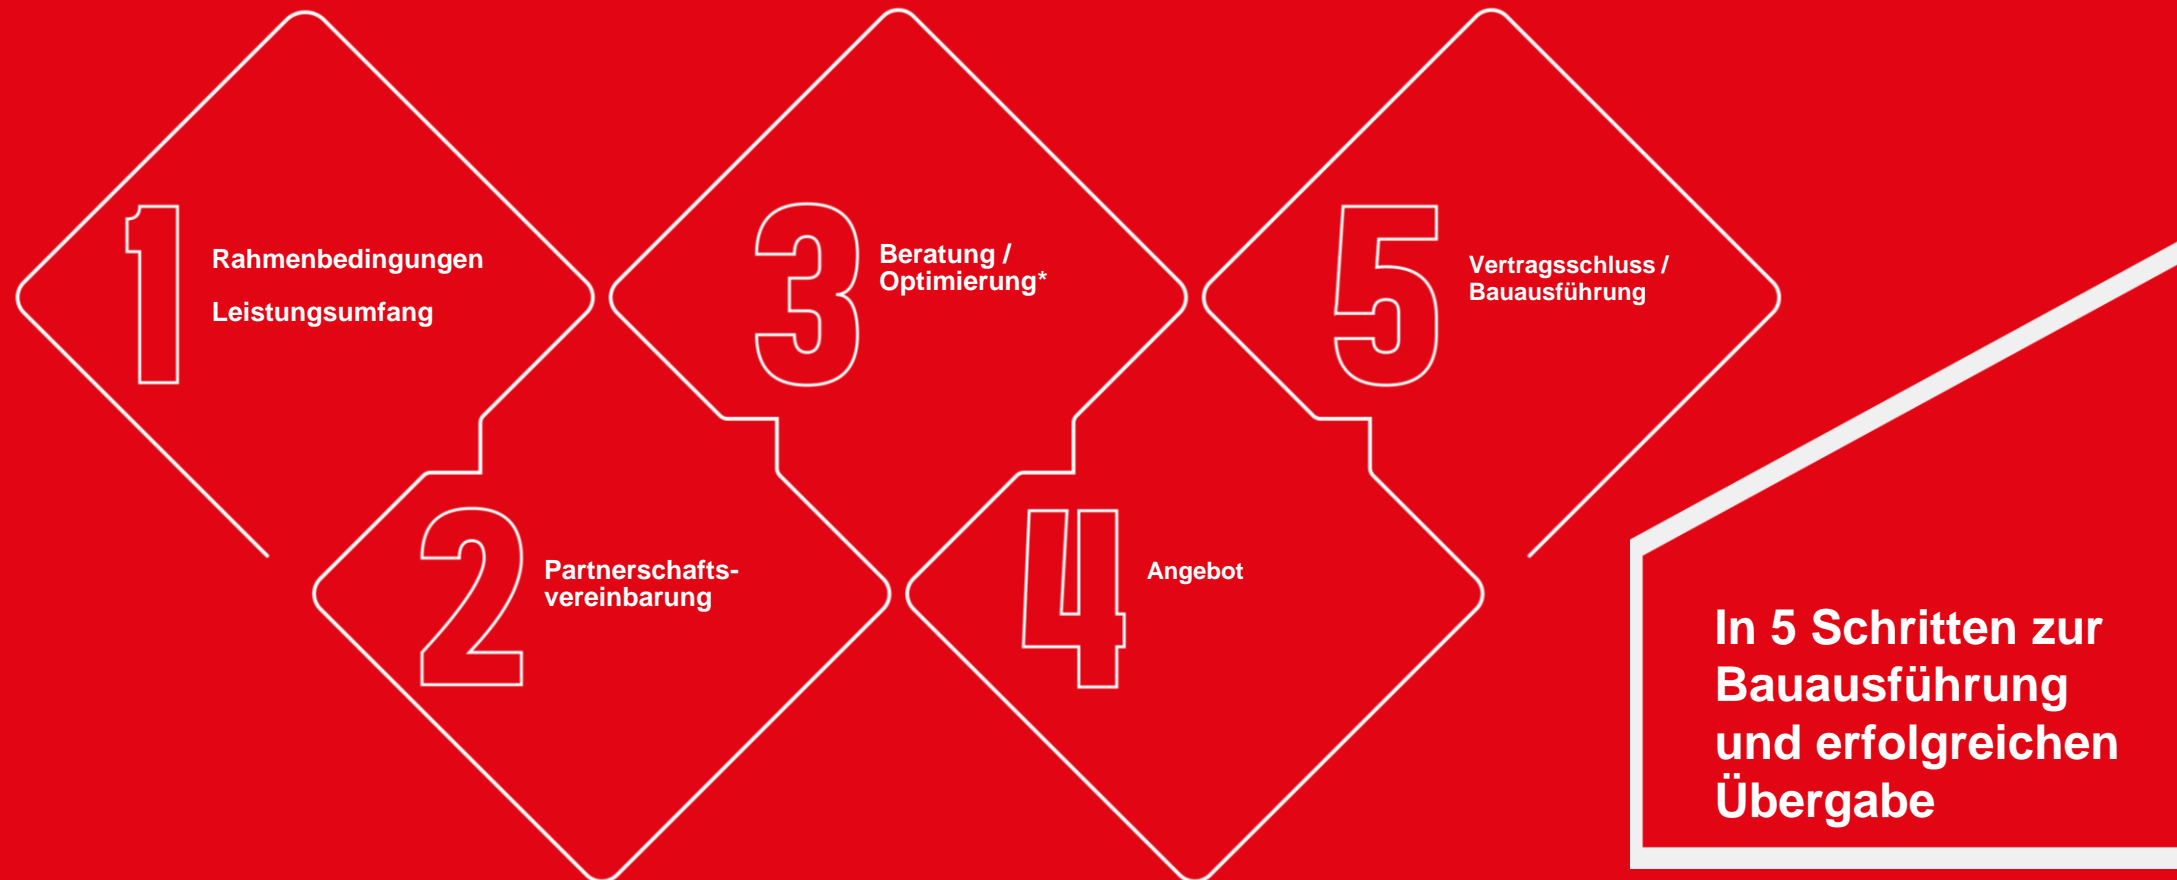 1
Rahmenbedingungen
Leistungsumfang
2
Partnerschafts-
vereinbarung
3
Beratung /
Optimierung*
4
Angebot
5
Vertragsschluss /
Bauausführung
In 5 Schritten zur
Bauausführung
und erfolgreichen
Übergabe